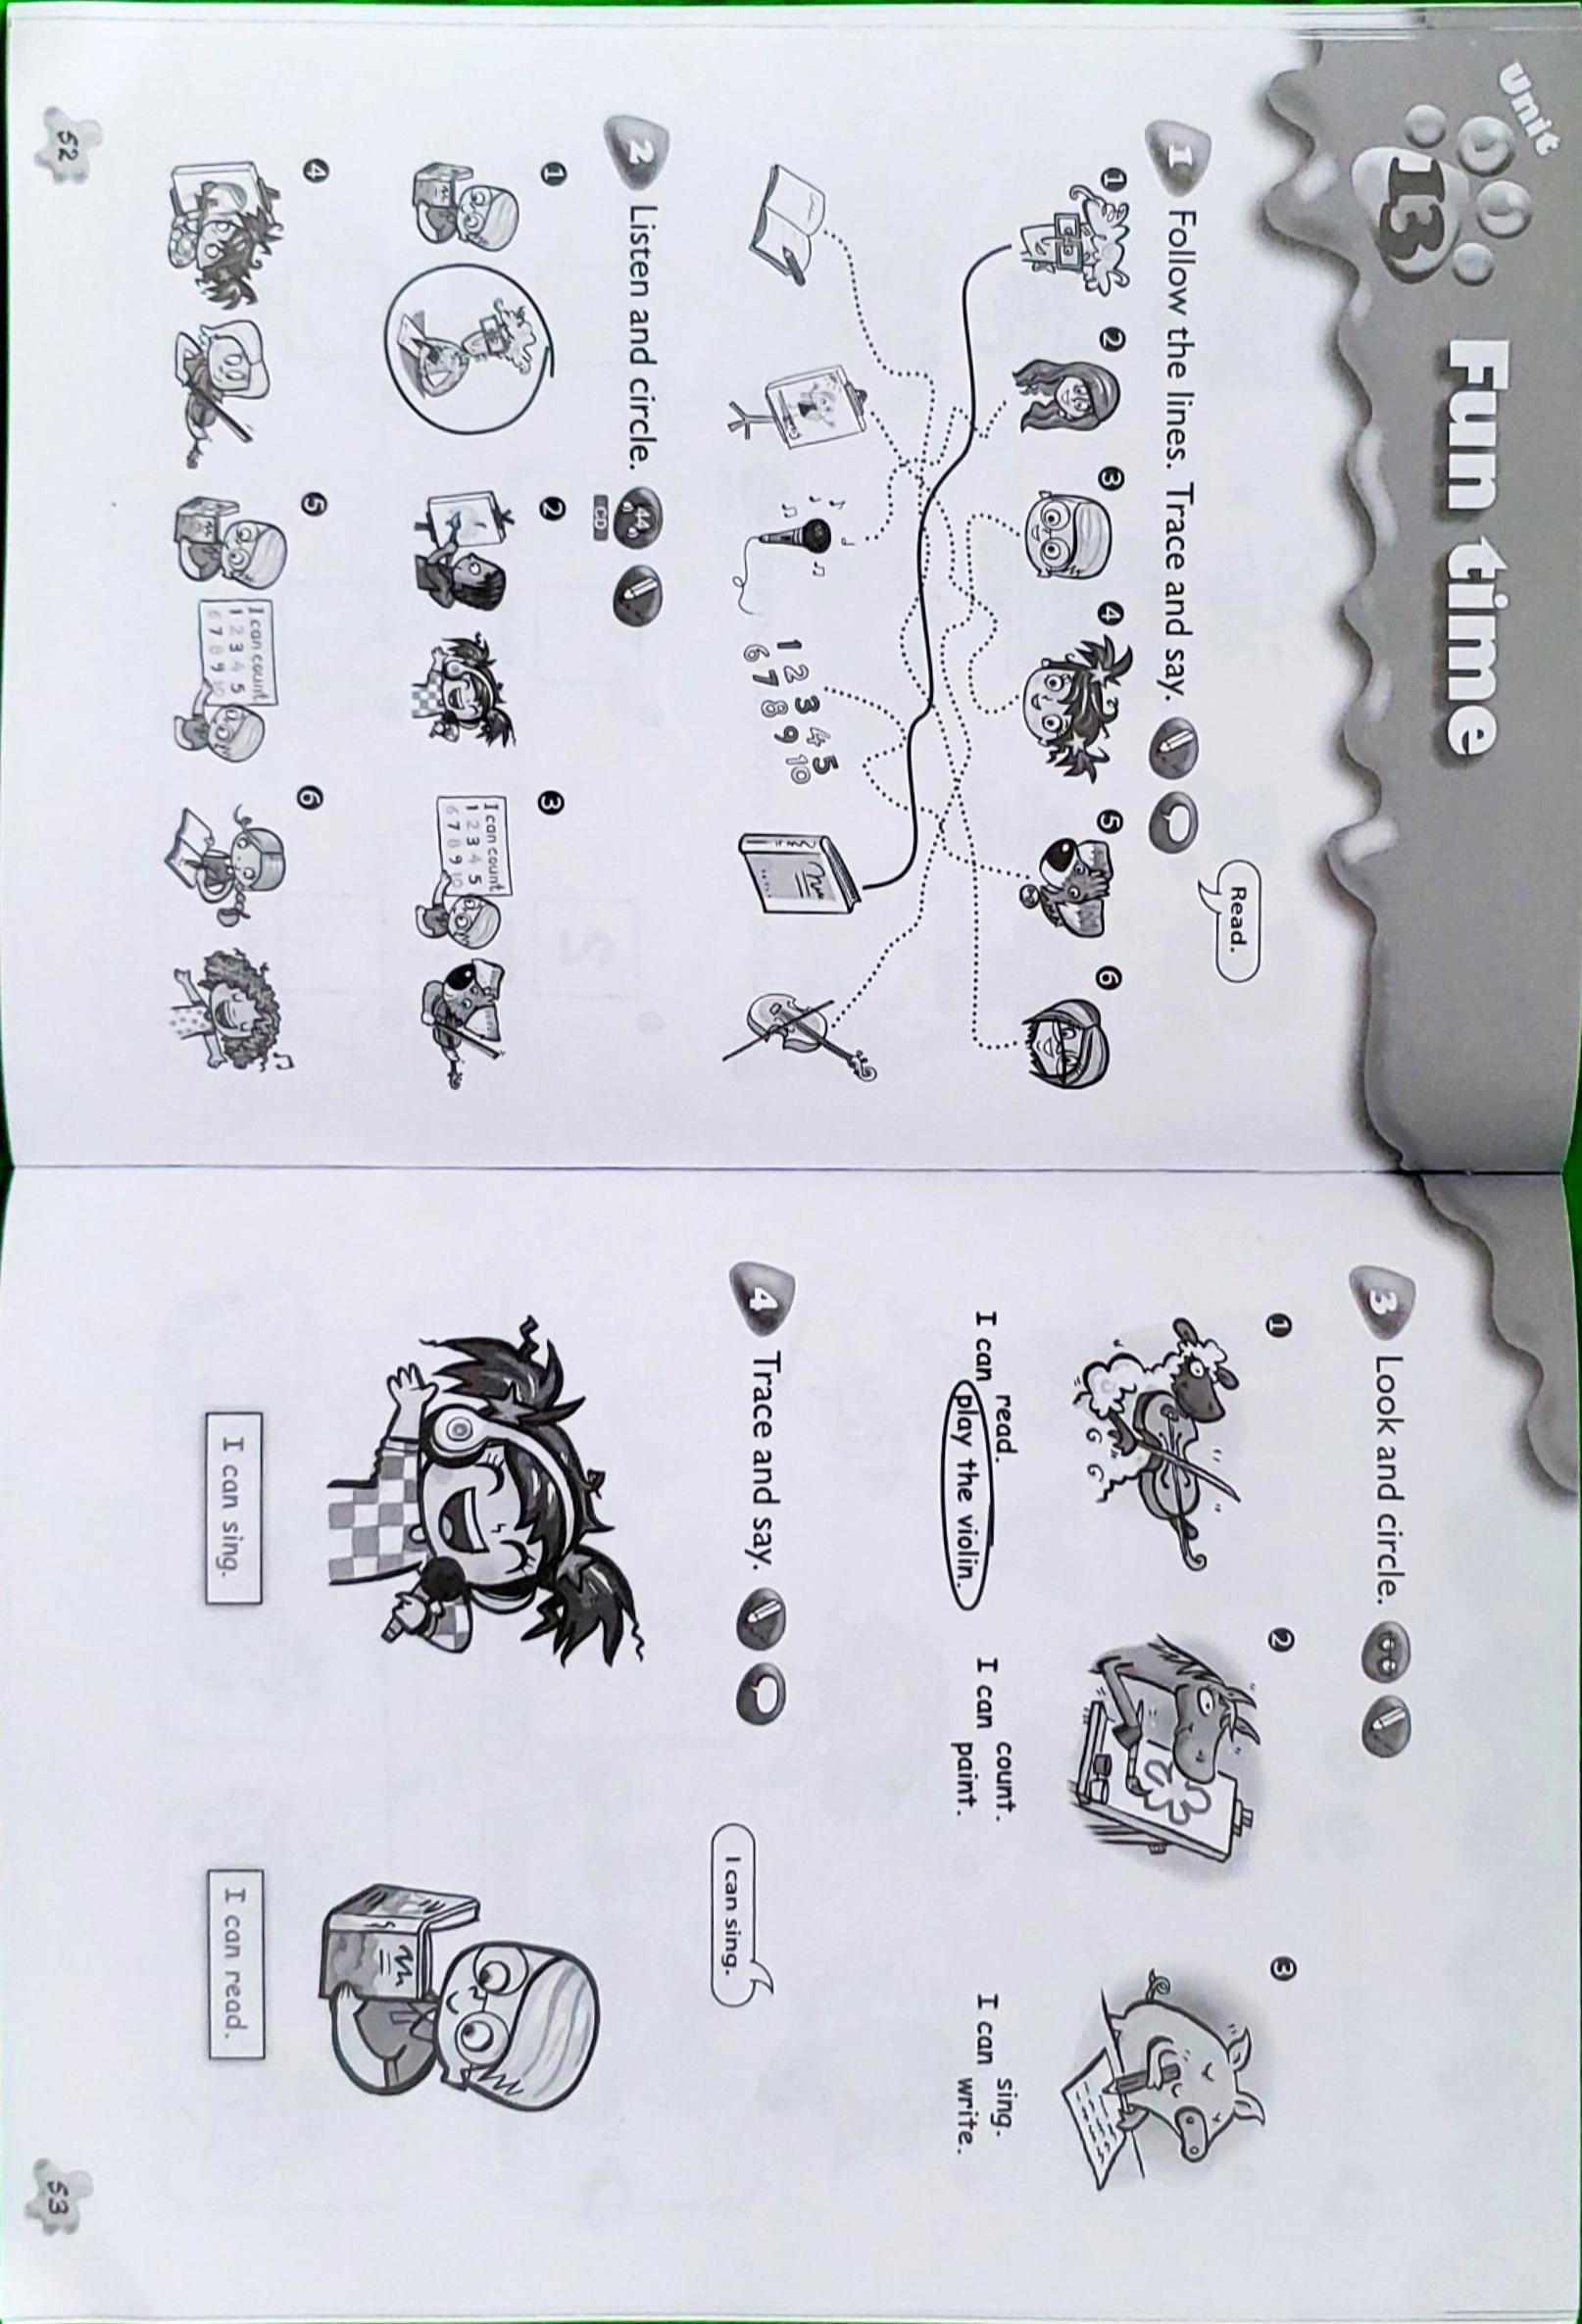 Unit
13
Fun time
Read.
1 Follow the lines. Trace and say.
1 2 3 4 5 6
1 2 3 4 5
6 7 8 9 10
2 Listen and circle.
44
CD
1 2 3
I can count
1 2 3 4 5
6 7 8 9 10
4 5 6
I can count
1 2 3 4 5
6 7 8 9 10
52
3 Look and circle.
1 2 3
I can read.
play the violin.
I can count.
paint.
I can sing.
write.
4 Trace and say.
I can sing.
I can sing.
I can read.
53